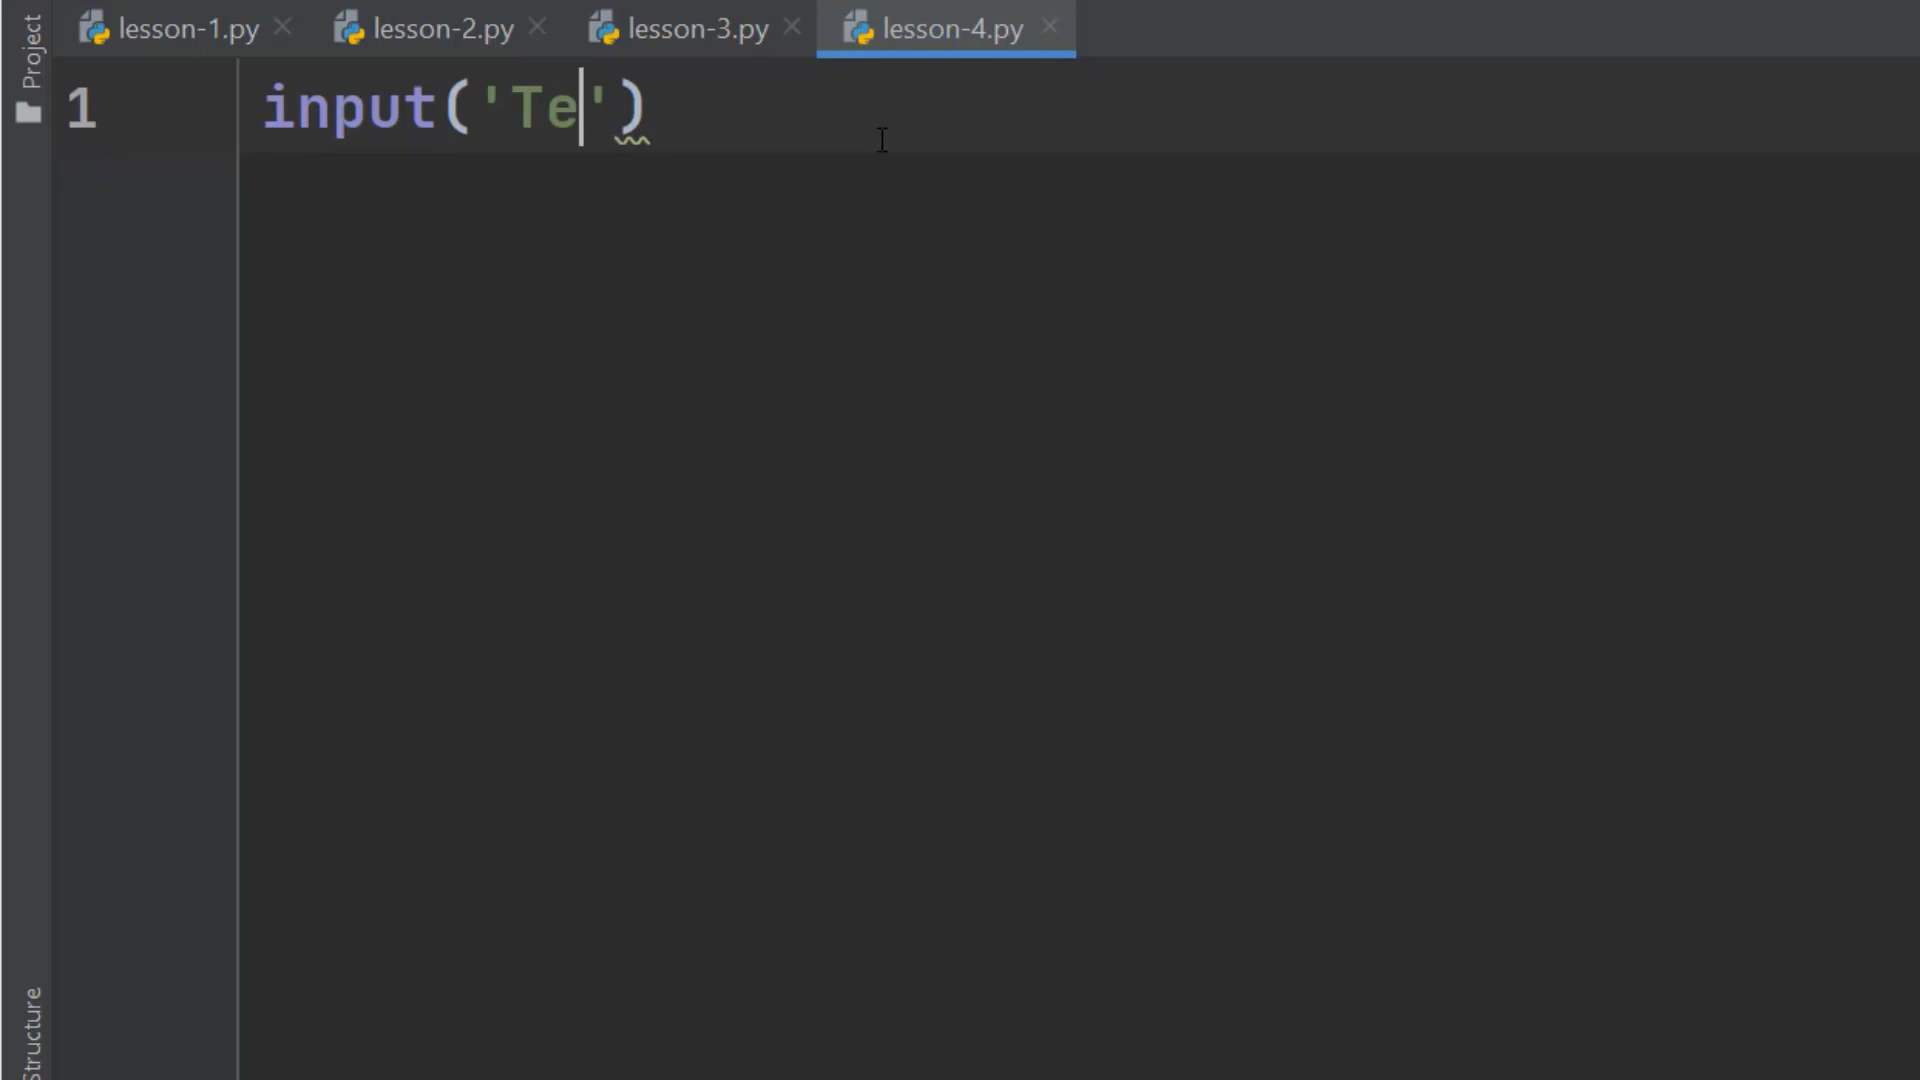 Project
lesson-1.py
lesson-2.py
lesson-3.py
lesson-4.py
1
input('Te')
Structure